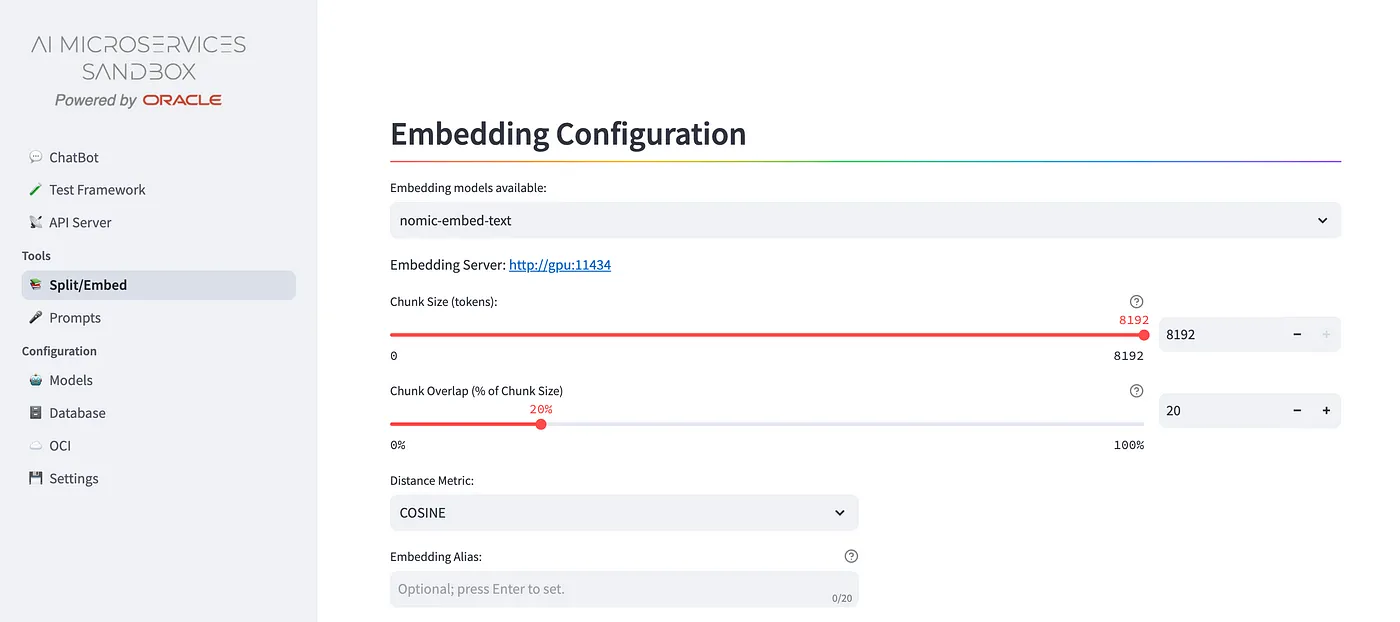 AI MICROSERVICES
SANDBOX
Powered by ORACLE
ChatBot
Test Framework
API Server
Tools
Split/Embed
Prompts
Configuration
Models
Database
OCI
Settings
Embedding Configuration
Embedding models available:
nomic-embed-text
Embedding Server: http://gpu:11434
Chunk Size (tokens):
8192
8192
0
8192
Chunk Overlap (% of Chunk Size)
20%
20
0%
100%
Distance Metric:
COSINE
Embedding Alias:
Optional; press Enter to set.
0/20